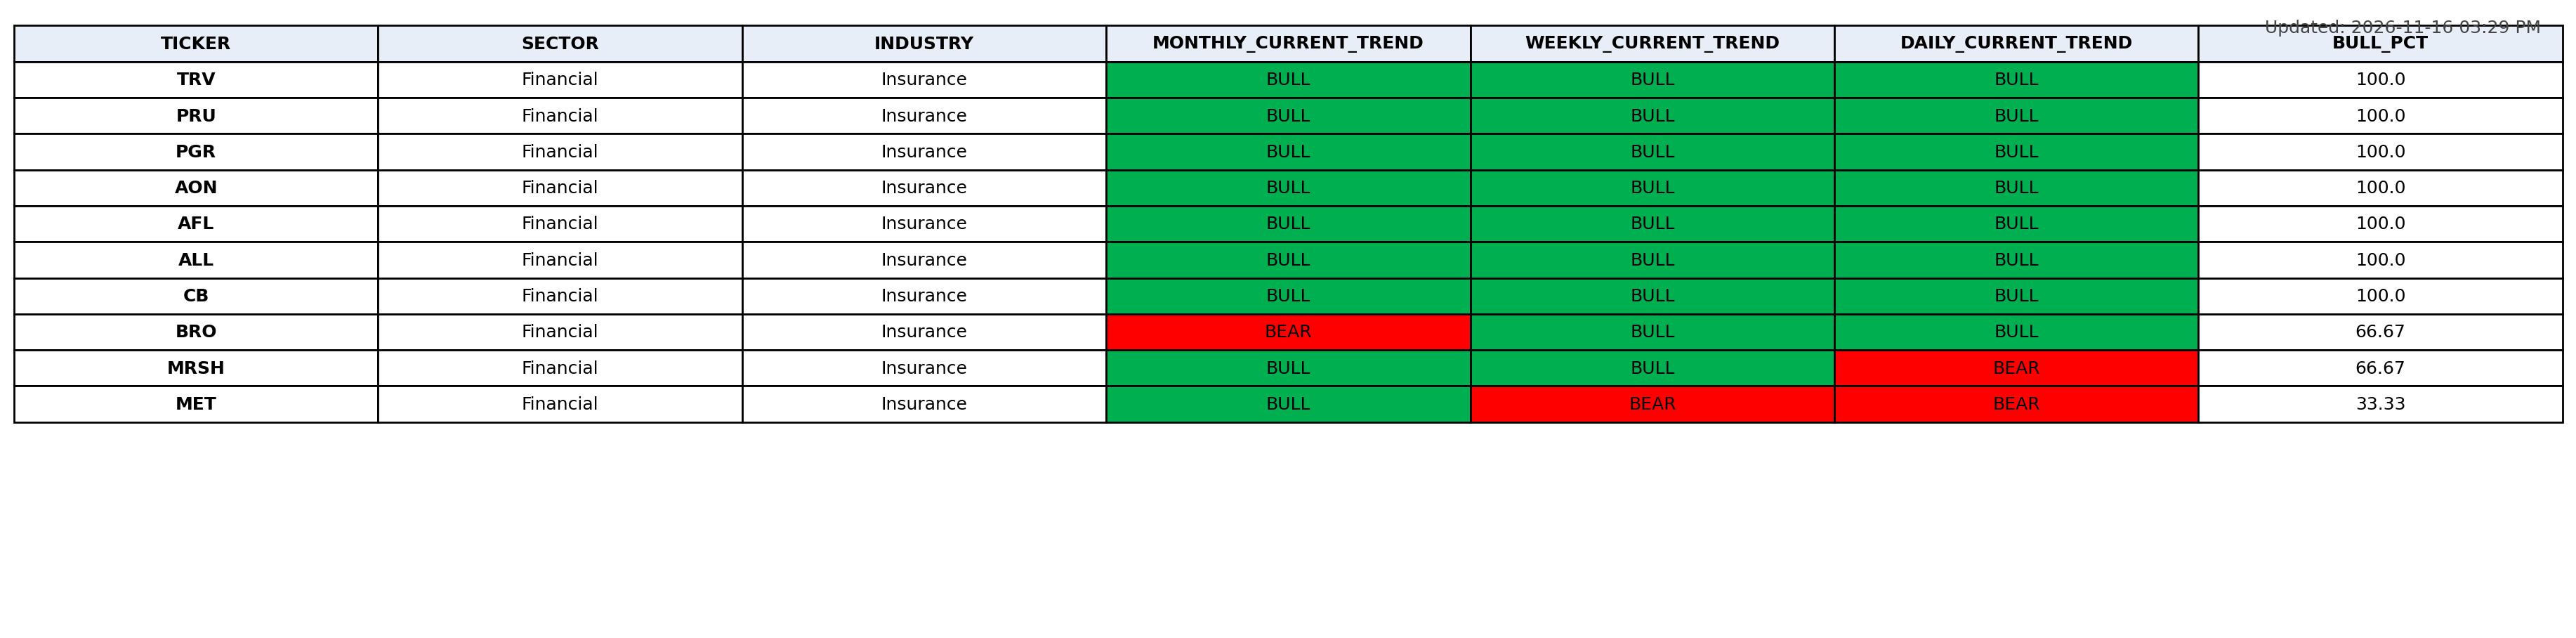 Updated: 2026-11-16 03:29 PM
TICKER SECTOR INDUSTRY MONTHLY_CURRENT_TREND WEEKLY_CURRENT_TREND DAILY_CURRENT_TREND BULL_PCT
TRV Financial Insurance BULL BULL BULL 100.0
PRU Financial Insurance BULL BULL BULL 100.0
PGR Financial Insurance BULL BULL BULL 100.0
AON Financial Insurance BULL BULL BULL 100.0
AFL Financial Insurance BULL BULL BULL 100.0
ALL Financial Insurance BULL BULL BULL 100.0
CB Financial Insurance BULL BULL BULL 100.0
BRO Financial Insurance BEAR BULL BULL 66.67
MRSH Financial Insurance BULL BULL BEAR 66.67
MET Financial Insurance BULL BEAR BEAR 33.33